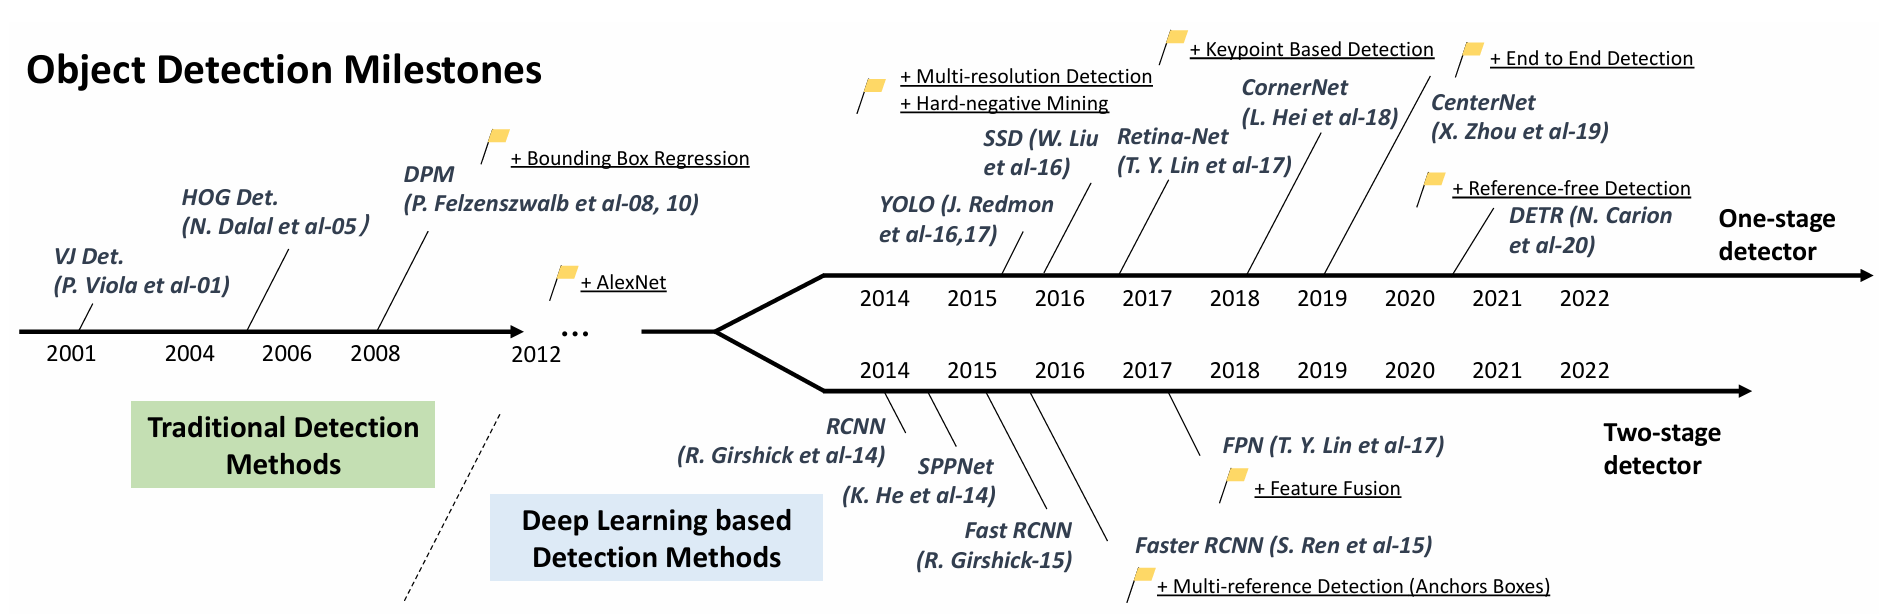 Object Detection Milestones
+ Multi-resolution Detection
+ Hard-negative Mining
+ Keypoint Based Detection
+ End to End Detection
CornerNet
(L. Hei et al-18)
CenterNet
(X. Zhou et al-19)
SSD (W. Liu
et al-16)
Retina-Net
(T. Y. Lin et al-17)
+ Bounding Box Regression
DPM
(P. Felzenszwalb et al-08, 10)
HOG Det.
(N. Dalal et al-05)
VJ Det.
(P. Viola et al-01)
YOLO (J. Redmon
et al-16,17)
+ Reference-free Detection
DETR (N. Carion
et al-20)
One-stage
detector
+ AlexNet
...
2014 2015 2016 2017 2018 2019 2020 2021 2022
2001 2004 2006 2008 2012
2014 2015 2016 2017 2018 2019 2020 2021 2022
Traditional Detection
Methods
Deep Learning based
Detection Methods
RCNN
(R. Girshick et al-14)
SPPNet
(K. He et al-14)
Fast RCNN
(R. Girshick-15)
FPN (T. Y. Lin et al-17)
+ Feature Fusion
Faster RCNN (S. Ren et al-15)
+ Multi-reference Detection (Anchors Boxes)
Two-stage
detector